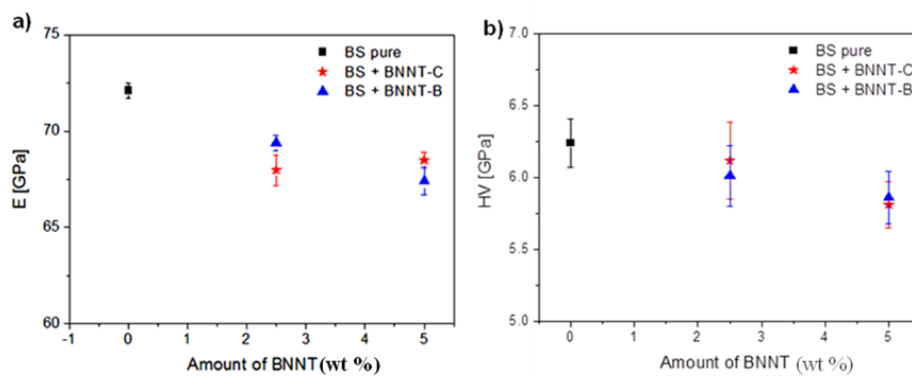 a)
BS pure
BS + BNNT-C
BS + BNNT-B
75
70
65
60
E [GPa]
-1 0 1 2 3 4 5
Amount of BNNT (wt %)
b)
BS pure
BS + BNNT-C
BS + BNNT-B
7.0
6.5
6.0
5.5
5.0
HV [GPa]
0 1 2 3 4 5
Amount of BNNT (wt %)